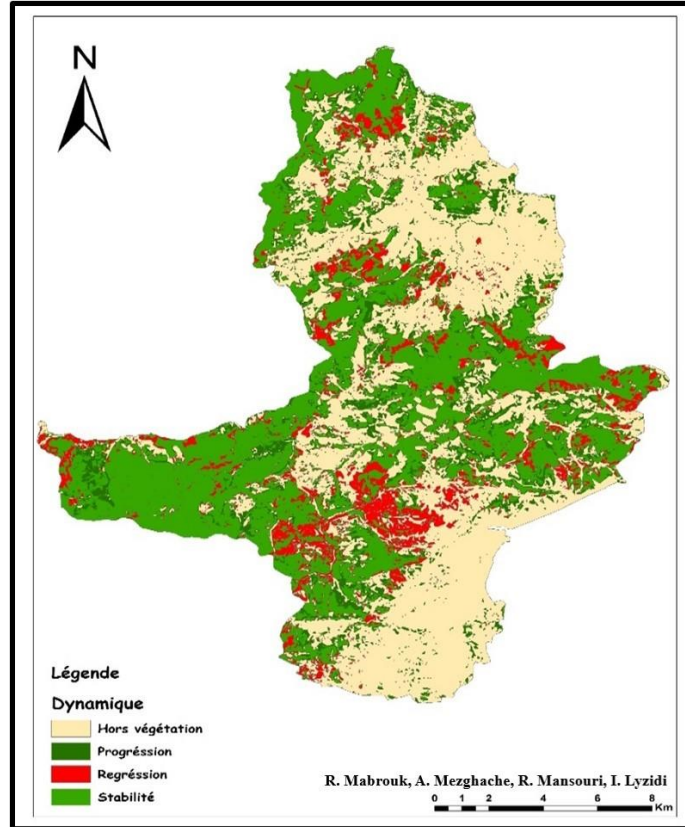 N
Légende
Dynamique
Hors végétation
Progréssion
Regréssion
Stabilité
R. Mabrouk, A. Mezghache, R. Mansouri, I. Lyzidi
0 1 2 4 6 8
Km